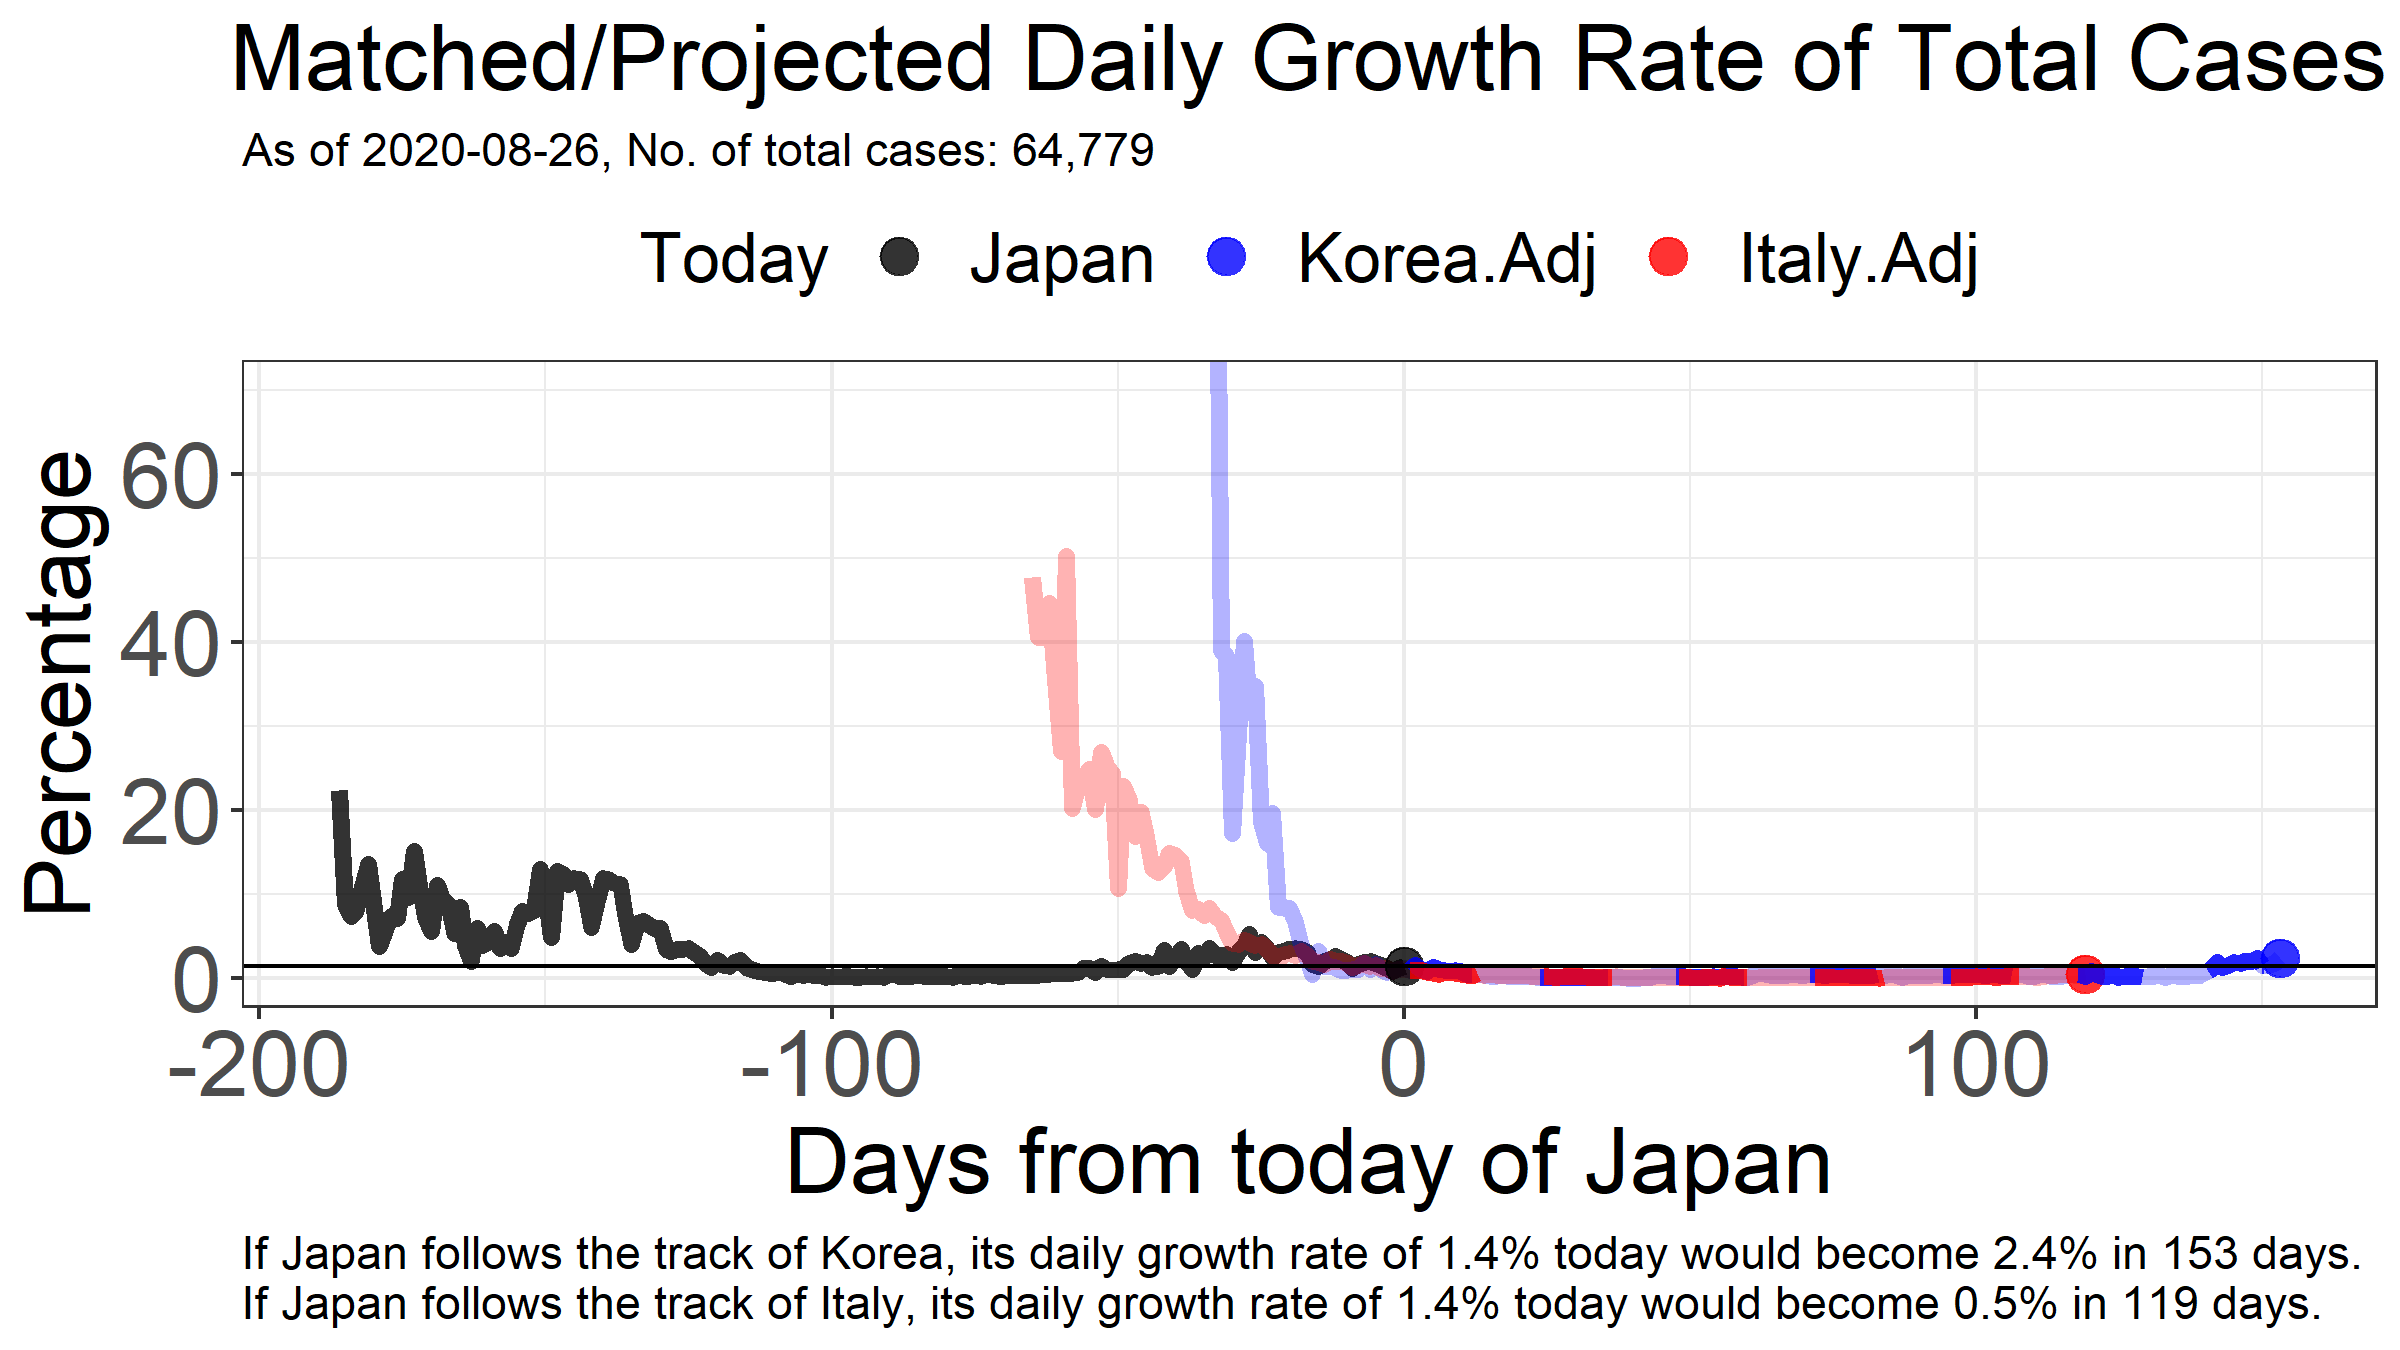 Matched/Projected Daily Growth Rate of Total Cases
As of 2020-08-26, No. of total cases: 64,779
Today Japan Korea.Adj Italy.Adj
Percentage
60
40
20
0
-200 -100 0 100
Days from today of Japan
If Japan follows the track of Korea, its daily growth rate of 1.4% today would become 2.4% in 153 days.
If Japan follows the track of Italy, its daily growth rate of 1.4% today would become 0.5% in 119 days.